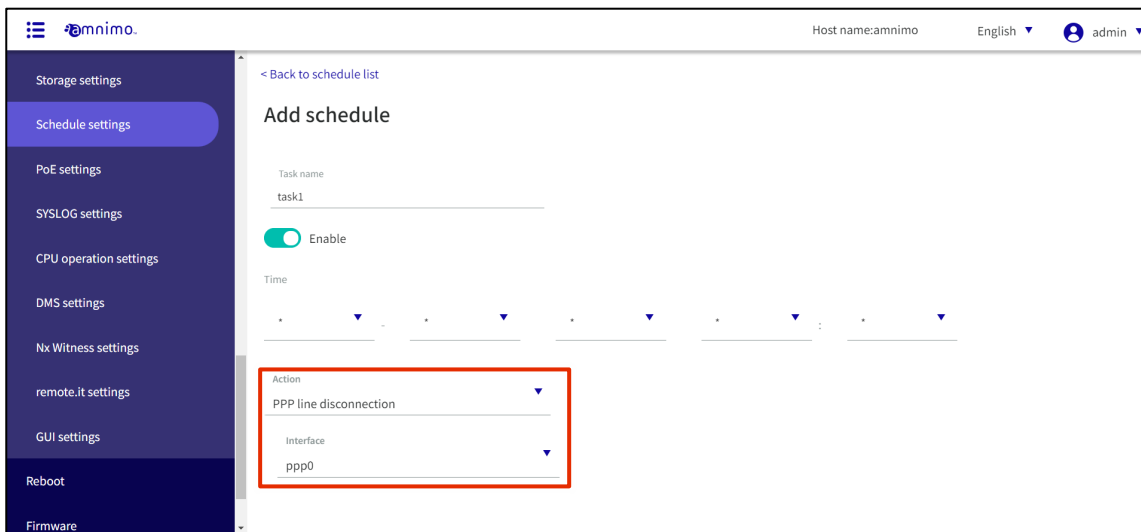 amnimo
Host name:amnimo
English
admin
Storage settings
Schedule settings
PoE settings
SYSLOG settings
CPU operation settings
DMS settings
Nx Witness settings
remote.it settings
GUI settings
Reboot
Firmware
< Back to schedule list
Add schedule
Task name
task1
Enable
Time
* - * * * : *
Action
PPP line disconnection
Interface
ppp0